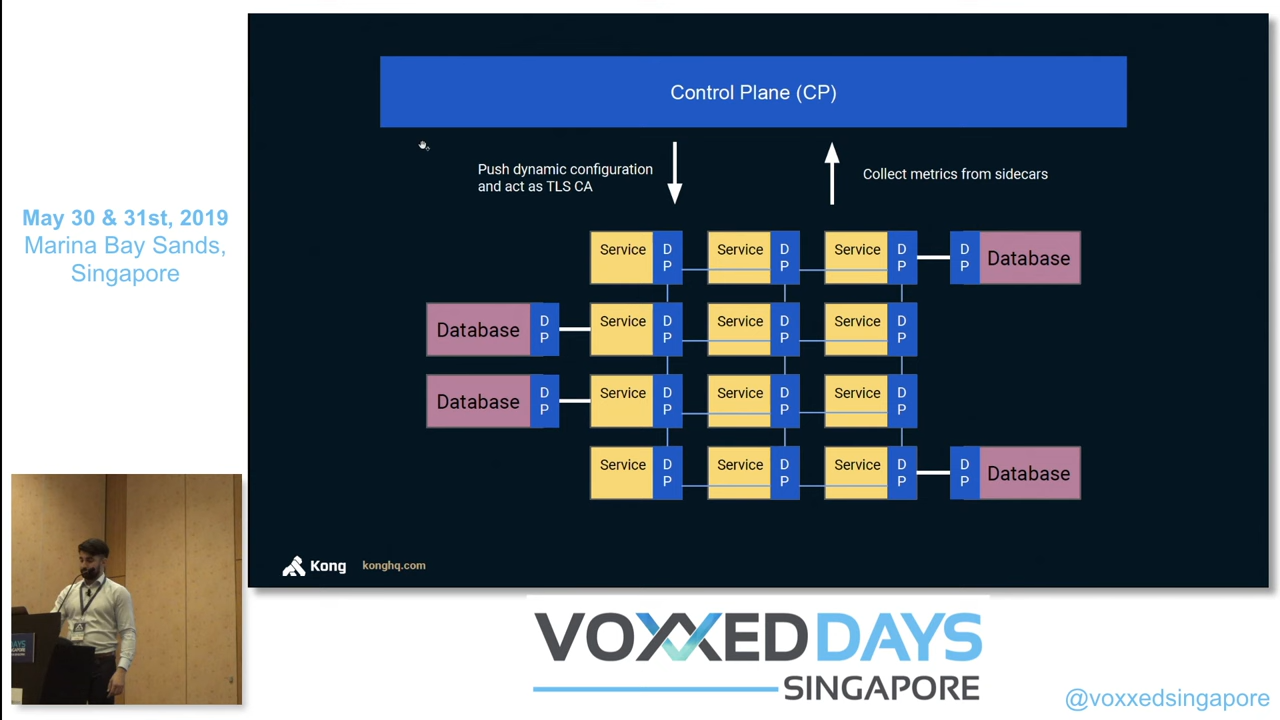 May 30 & 31st, 2019
Marina Bay Sands,
Singapore
Control Plane (CP)
Push dynamic configuration
and act as TLS CA
Collect metrics from sidecars
Service
D
P
Service
D
P
Service
D
P
D
P
Database
Database
D
P
Service
D
P
Service
D
P
Service
D
P
Database
D
P
Service
D
P
Service
D
P
Service
D
P
Service
D
P
Service
D
P
Service
D
P
D
P
Database
Kong
konghq.com
VOXXED DAYS
SINGAPORE
@voxxedsingapore